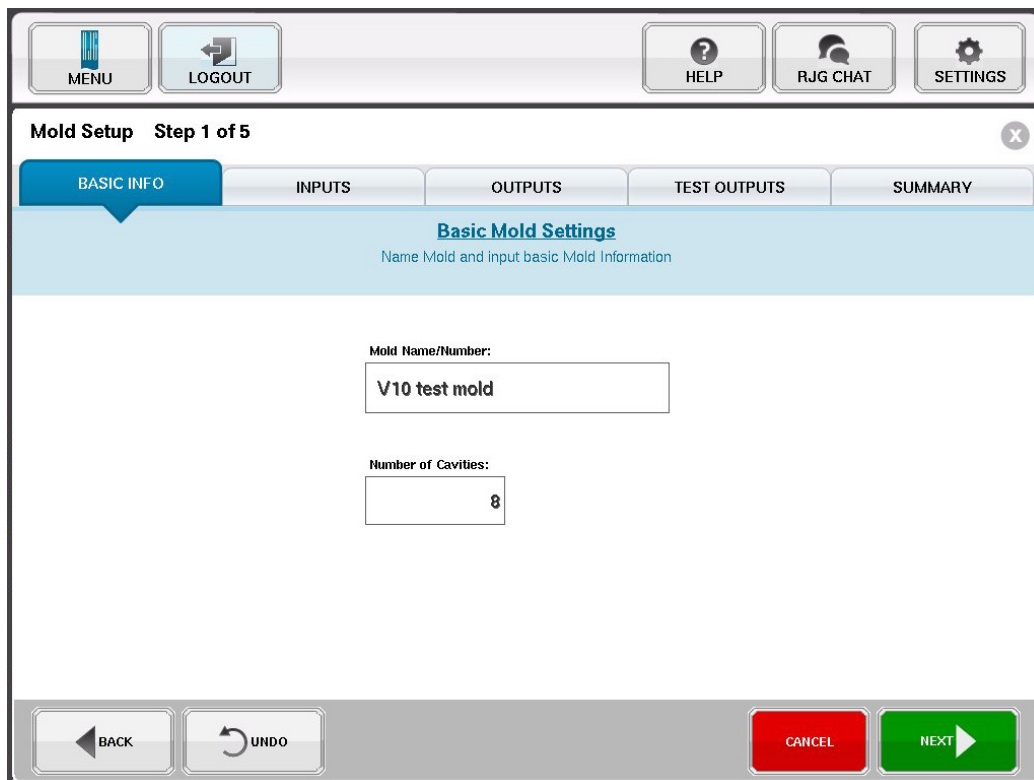 MENU
LOGOUT
HELP
RJG CHAT
SETTINGS
Mold Setup Step 1 of 5
BASIC INFO
INPUTS
OUTPUTS
TEST OUTPUTS
SUMMARY
Basic Mold Settings
Name Mold and input basic Mold Information
Mold Name/Number:
V10 test mold
Number of Cavities:
8
BACK
UNDO
CANCEL
NEXT